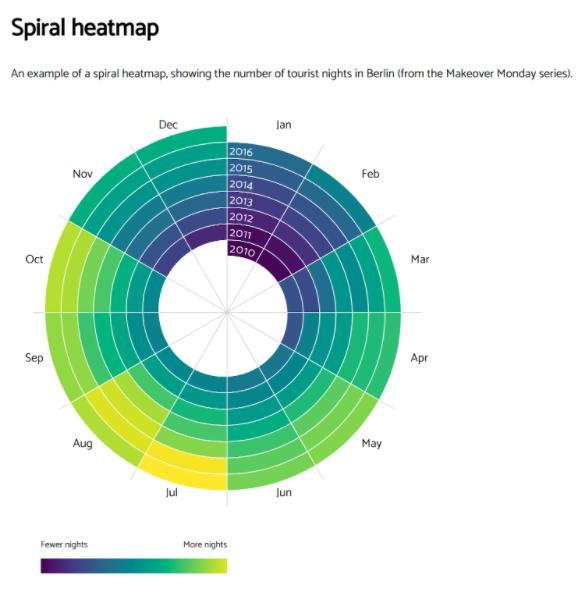 Spiral heatmap
An example of a spiral heatmap, showing the number of tourist nights in Berlin (from the Makeover Monday series).
Dec
Jan
2016
2015
2014
2013
2012
2011
2010
Nov
Feb
Oct
Mar
Sep
Apr
Aug
May
Jul
Jun
Fewer nights
More nights